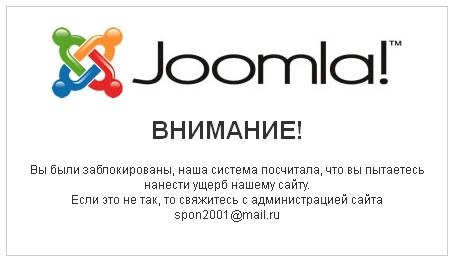 Joomla!™
ВНИМАНИЕ!
Вы были заблокированы, наша система посчитала, что вы пытаетесь
нанести ущерб нашему сайту.
Если это не так, то свяжитесь с администрацией сайта
spon2001@mail.ru